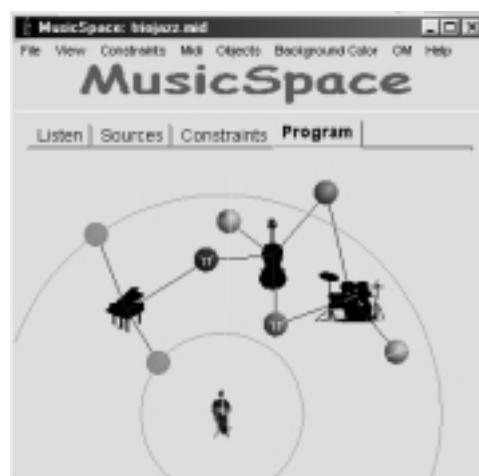 MusicSpace: triojazz.mid
File View Constraints Midi Objects Background Color OM Help
MusicSpace
Listen Sources Constraints Program